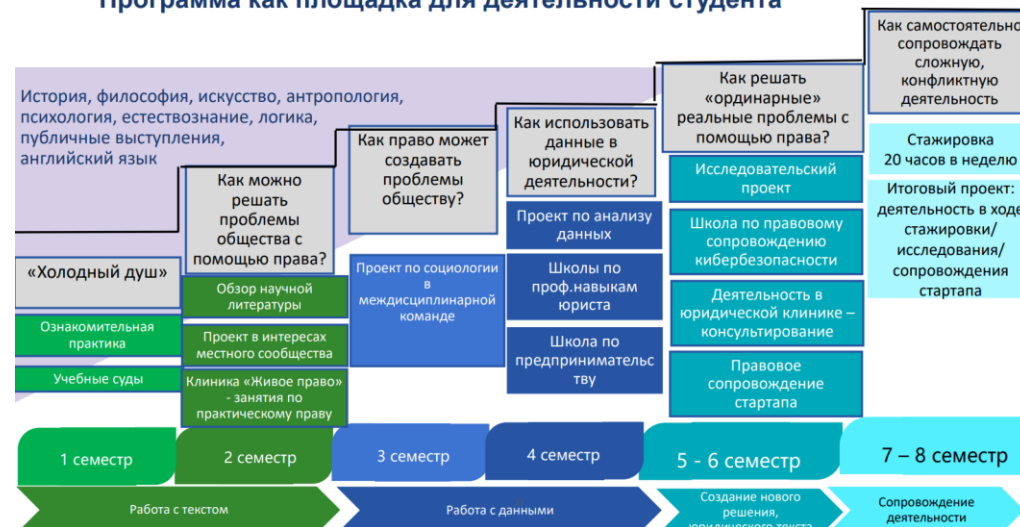 Программа как площадка для деятельности студента
История, философия, искусство, антропология,
психология, естествознание, логика,
публичные выступления,
английский язык
«Холодный душ»
Ознакомительная
практика
Учебные суды
Как можно
решать
проблемы
общества с
помощью права?
Обзор научной
литературы
Проект в интересах
местного сообщества
Клиника «Живое право»
- занятия по
практическому праву
Как право может
создавать
проблемы
обществу?
Проект по социологии
в
междисциплинарной
команде
Как использовать
данные в
юридической
деятельности?
Проект по анализу
данных
Школы по
проф.навыкам
юриста
Школа по
предпринимательс
тву
Как решать
«ординарные»
реальные проблемы с
помощью права?
Исследовательский
проект
Школа по правовому
сопровождению
кибербезопасности
Деятельность в
юридической клинике –
консультирование
Правовое
сопровождение
стартапа
Как самостоятельно
сопровождать
сложную,
конфликтную
деятельность
Стажировка
20 часов в неделю
Итоговый проект:
деятельность в ходе
стажировки/
исследования/
сопровождения
стартапа
1 семестр
2 семестр
3 семестр
4 семестр
5 - 6 семестр
7 – 8 семестр
Работа с текстом
Работа с данными
Создание нового
решения,
юридического текста
Сопровождение
деятельности